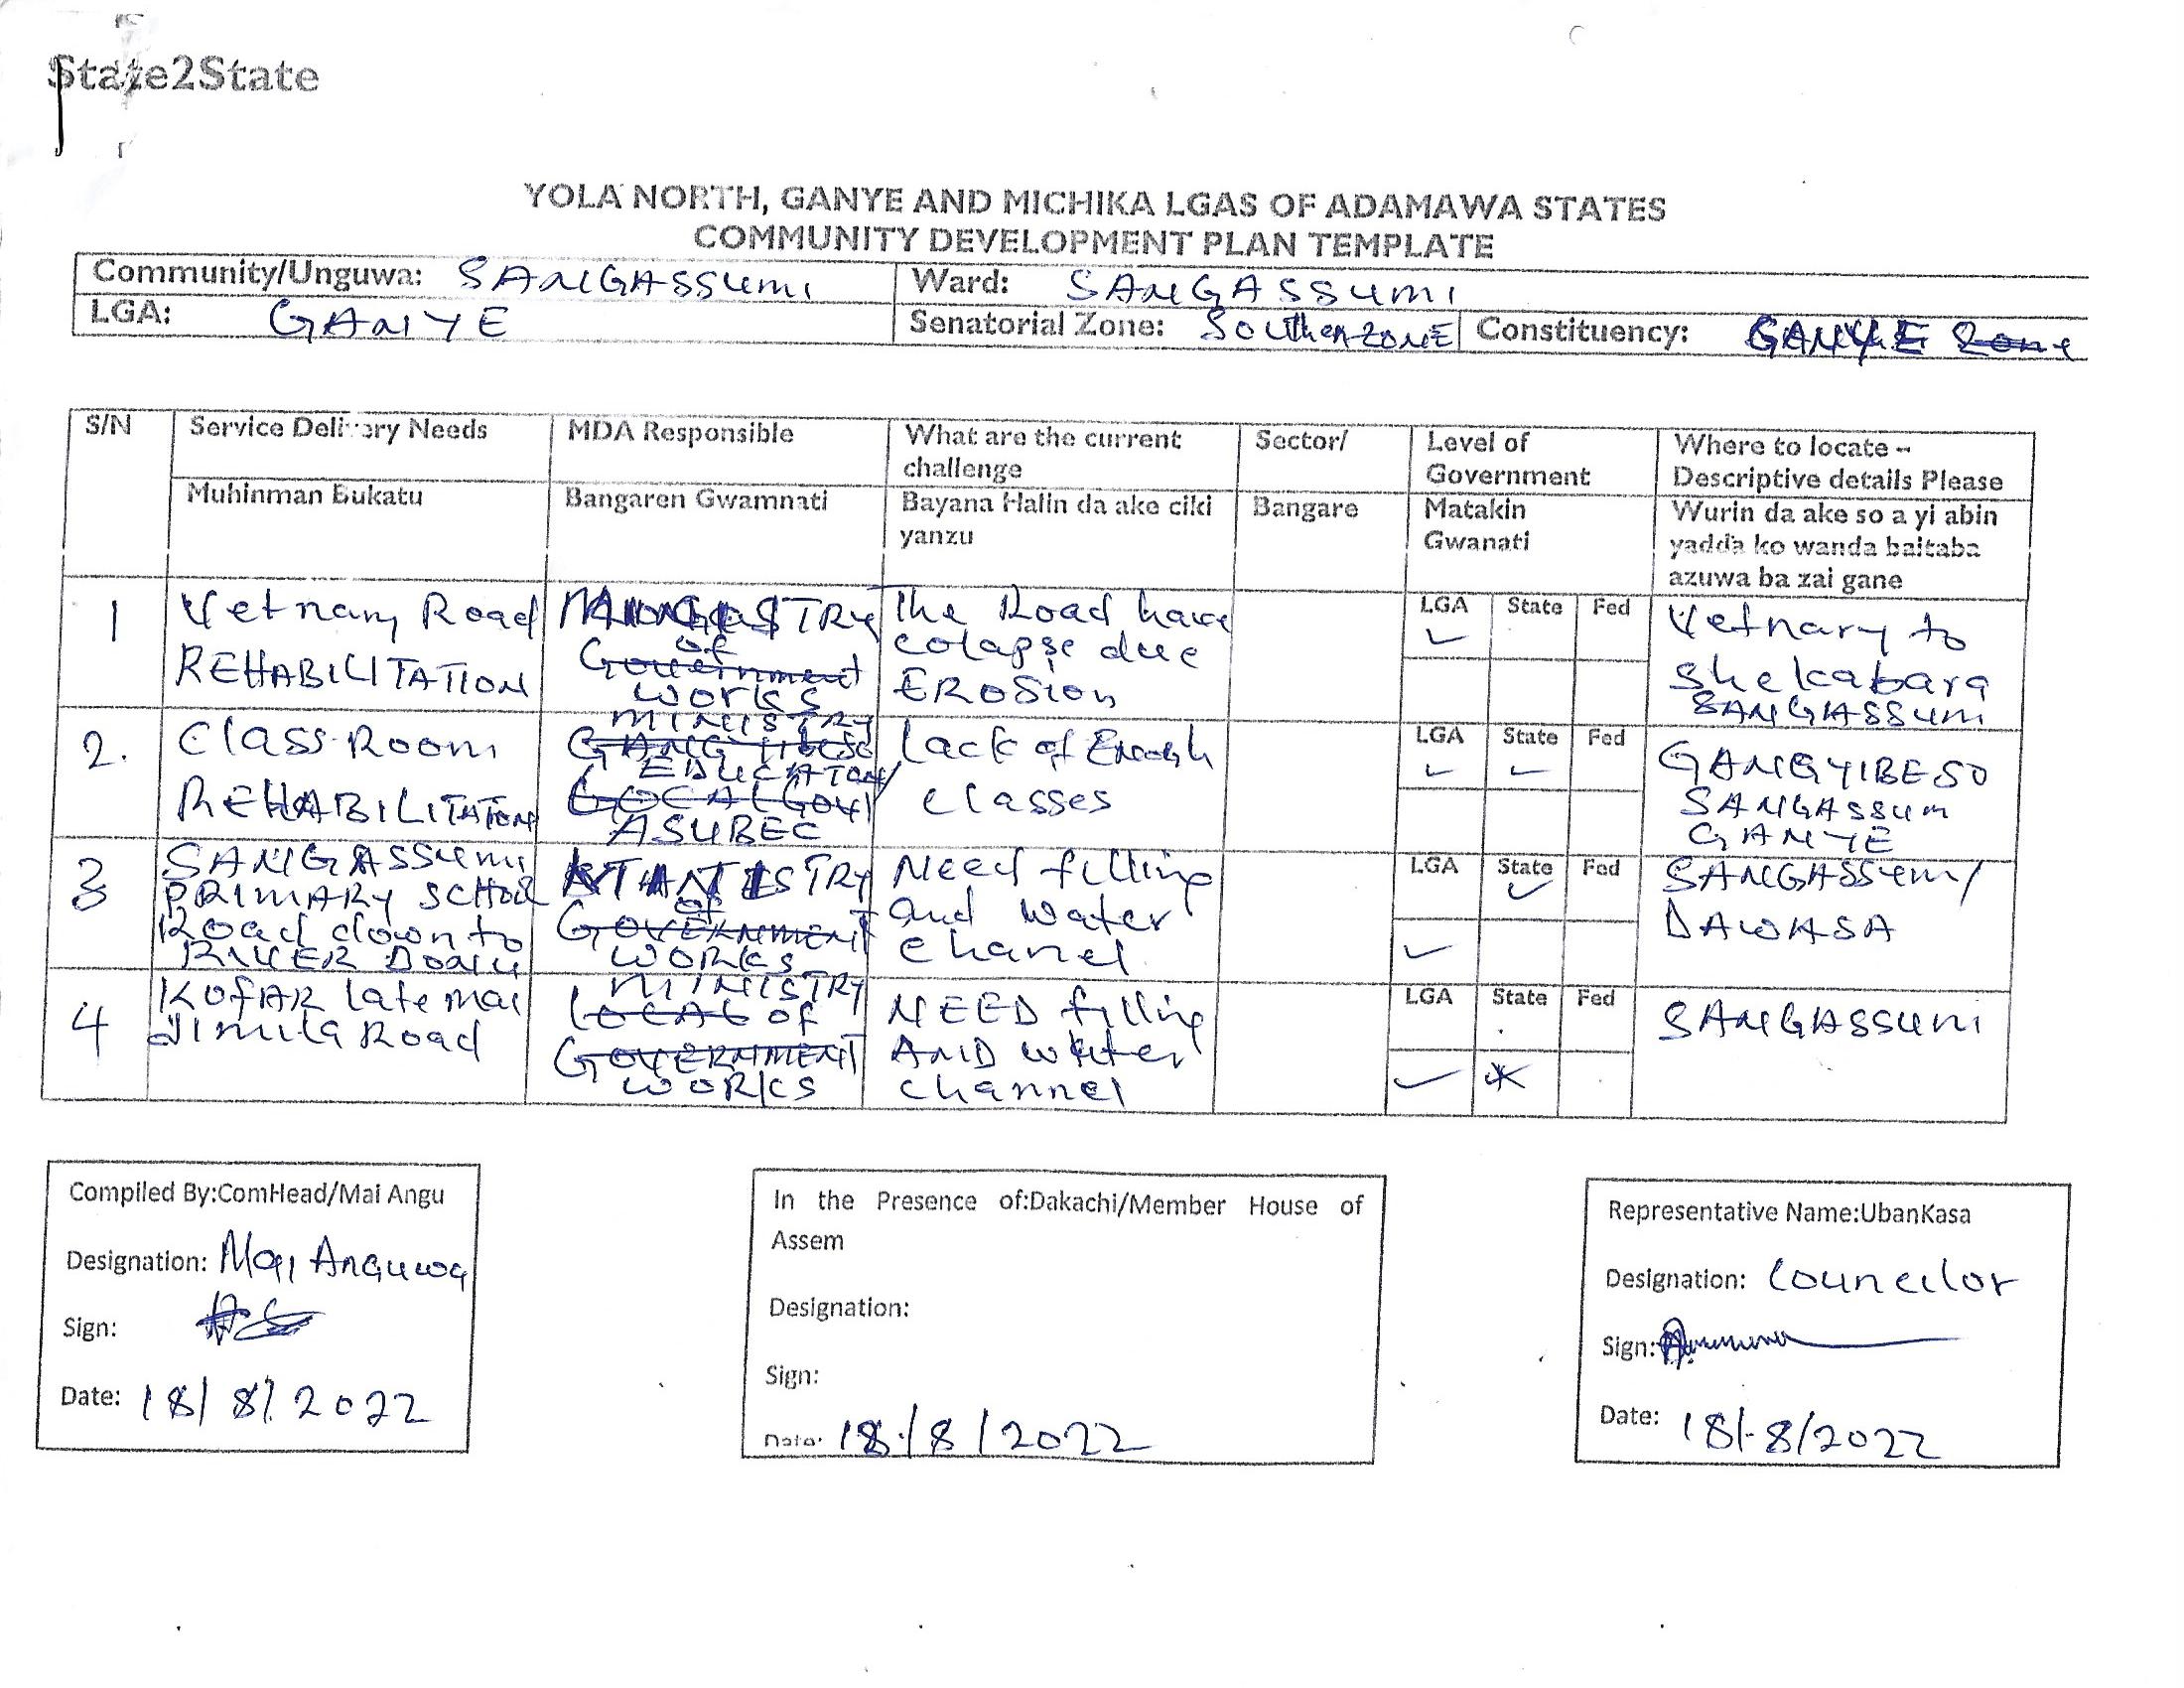 State2State
YOLA NORTH, GANYE AND MICHIKA LGAS OF ADAMAWA STATES
COMMUNITY DEVELOPMENT PLAN TEMPLATE
Community/Unguwa: SANGASSumi Ward: SANGASSumi
LGA: GANYE Senatorial Zone: Southern ZONE Constituency: GANYE Zone
S/N Service Delivery Needs MDA Responsible What are the current challenge Sector/ Level of Government Where to locate – Descriptive details Please
Muhinman Bukatu Bangaren Gwamnati Bayana Halin da ake ciki yanzu Bangare Matakin Gwanati Wurin da ake so a yi abin yadda ko wanda baitaba azuwa ba zai gane
1 Vetnary Road REHABILITATION MINISTRY of Government works The Road have colapse due EROSION LGA ✓ State Fed Vetnary to Shelcabara SANGASSumi
2. Class Room REHABILITATION MINISTRY EDUCATION/ LOCAL GOVT ASUBEC Lack of Enough classes LGA ✓ State ✓ Fed GANGYIBESO SANGASSUM GANYE
3 SANGASSumi PRIMARY SCHOOL Road down to RIVER MINISTRY of GOVERNMENT WORKS Need filling and water chanel LGA State ✓ Fed ✓ SANGASSum/ DAWASA
4 KOFAR late mai Jimila Road MINISTRY LOCAL of GOVERNMENT WORKS NEED filling AND water channel LGA State Fed ✓ SANGASSumi
Compiled By:ComHead/Mai Angu
Designation: Mai Anguwa
Sign:
Date: 18/8/2022
In the Presence of:Dakachi/Member House of
Assem
Designation:
Sign:
Date: 18/8/2022
Representative Name:UbanKasa
Designation: Councilor
Sign:
Date: 18/8/2022